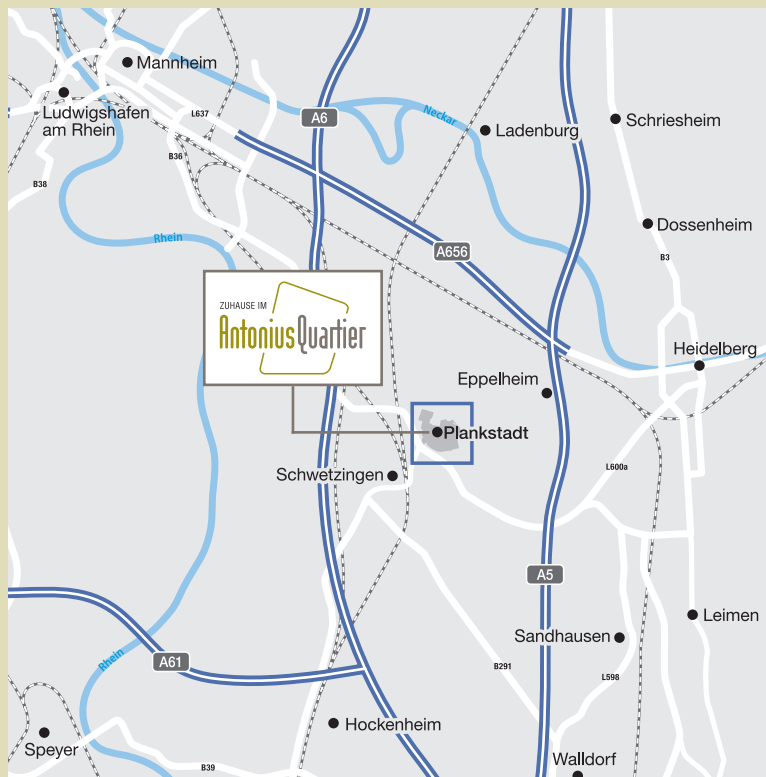 Mannheim
Ludwigshafen
am Rhein
L637
A6
Neckar
Ladenburg
Schriesheim
B36
B38
Rhein
Dossenheim
A656
B3
ZUHAUSE IM
AntoniusQuartier
Heidelberg
Eppelheim
Plankstadt
Schwetzingen
L600a
A5
Leimen
Sandhausen
Rhein
A61
B291
L598
Hockenheim
Speyer
B39
Walldorf